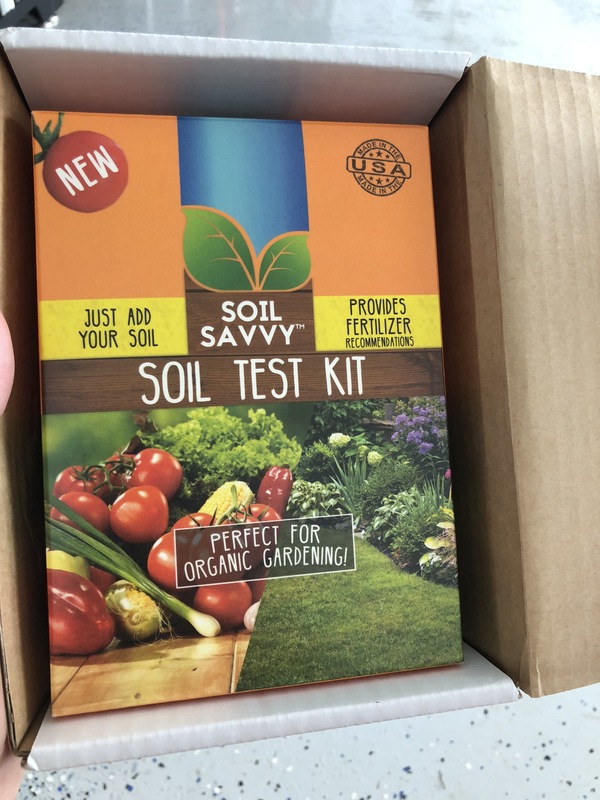 NEW
MADE IN THE
USA
MADE IN THE
JUST ADD
YOUR SOIL
SOIL
SAVVY™
PROVIDES
FERTILIZER
RECOMMENDATIONS
SOIL TEST KIT
PERFECT FOR
ORGANIC GARDENING!